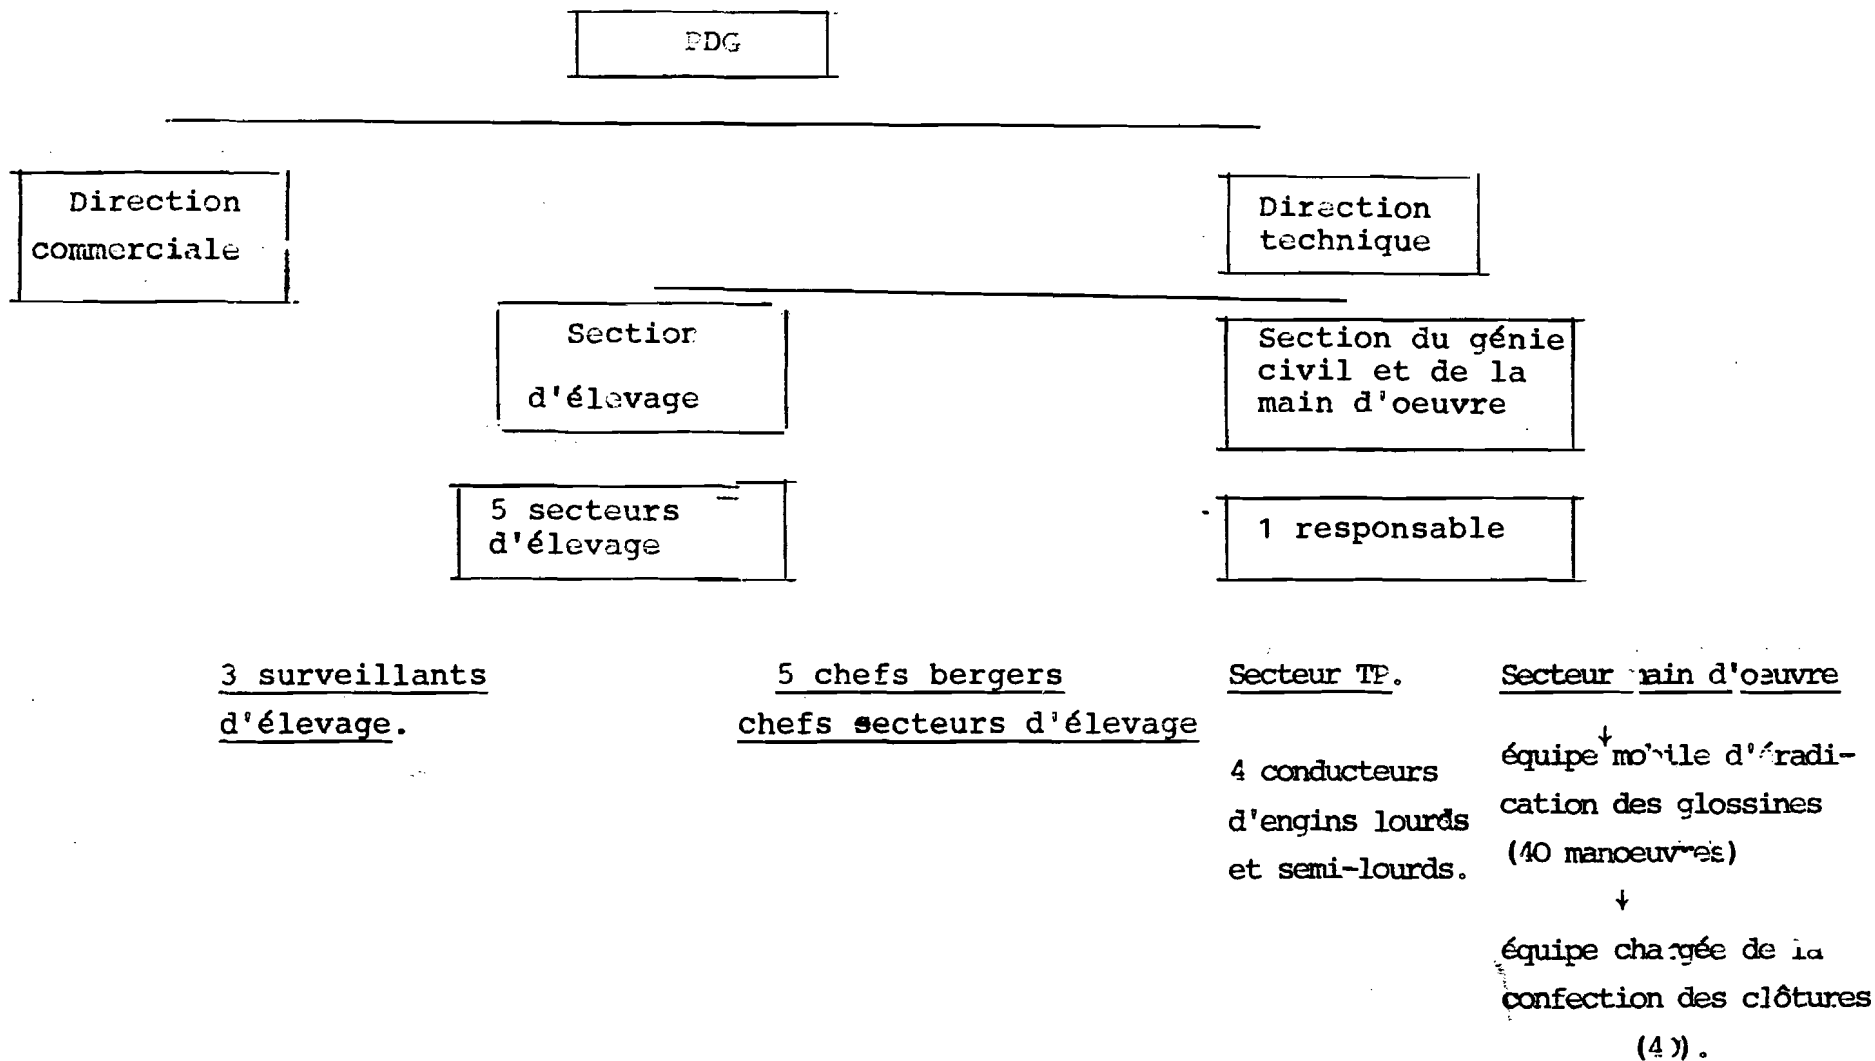 PDG
Direction
commerciale
Direction
technique
Section
d'élevage
Section du génie
civil et de la
main d'oeuvre
5 secteurs
d'élevage
1 responsable
3 surveillants
d'élevage.
5 chefs bergers
chefs secteurs d'élevage
Secteur TP.
4 conducteurs
d'engins lourds
et semi-lourds.
Secteur main d'oeuvre
↓
équipe mobile d'éradi-
cation des glossines
(40 manoeuvres)
↓
équipe chargée de la
confection des clôtures